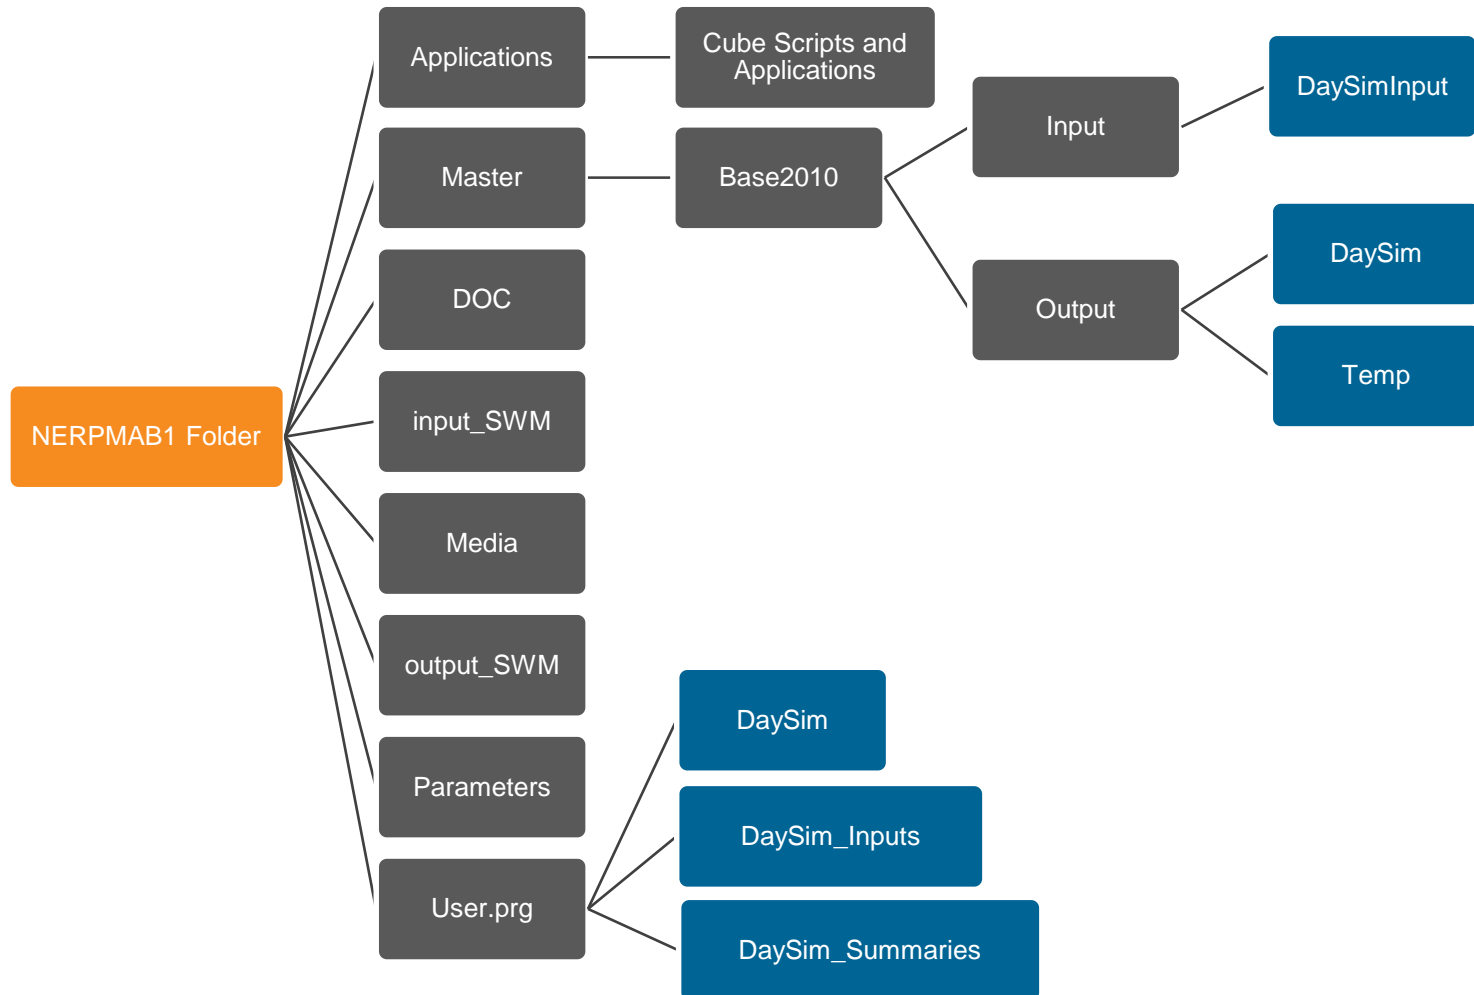 Applications
Cube Scripts and
Applications
DaySimInput
Input
Master
Base2010
DaySim
DOC
Output
Temp
input_SWM
NERPMAB1 Folder
Media
output_SWM
DaySim
Parameters
DaySim_Inputs
User.prg
DaySim_Summaries